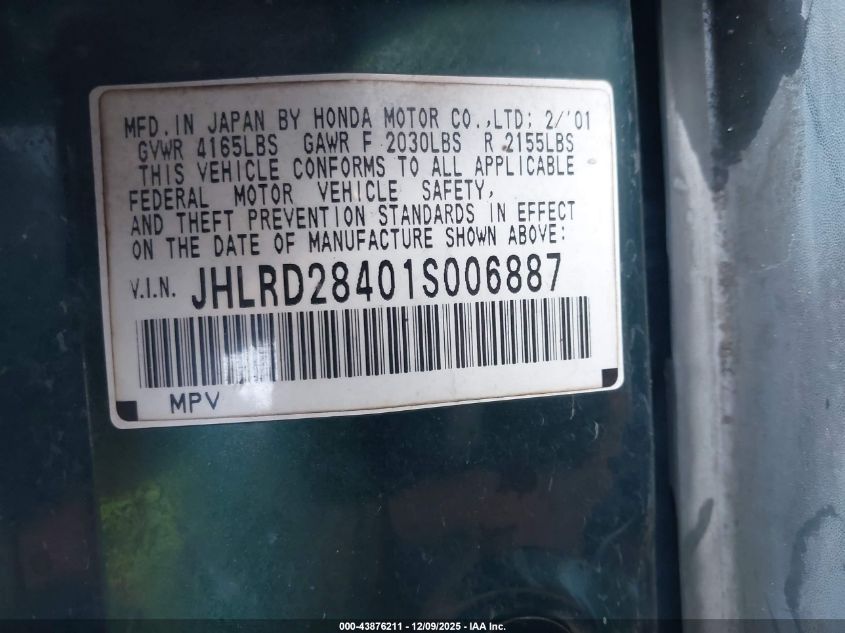 MFD. IN JAPAN BY HONDA MOTOR CO.,LTD; 2/'01
GVWR 4165LBS GAWR F 2030LBS R 2155LBS
THIS VEHICLE CONFORMS TO ALL APPLICABLE
FEDERAL MOTOR VEHICLE SAFETY,
AND THEFT PREVENTION STANDARDS IN EFFECT
ON THE DATE OF MANUFACTURE SHOWN ABOVE:
V.I.N. JHLRD28401S006887
MPV
000-43876211 - 12/09/2025 - IAA Inc.